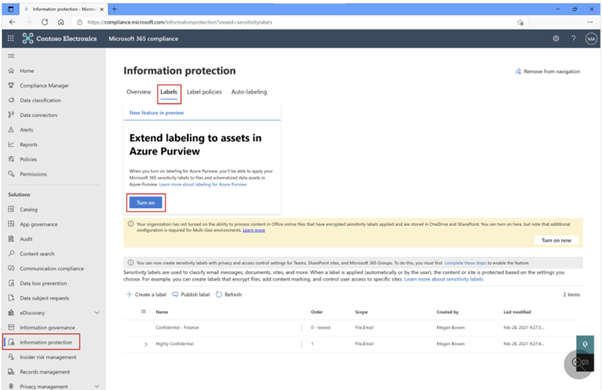 Information protection - Micros
https://compliance.microsoft.com/informationprotection?viewid=sensitivitylabels
Contoso Electronics
Microsoft 365 compliance
MA
Home
Compliance Manager
Data classification
Data connectors
Alerts
Reports
Policies
Permissions
Solutions
Catalog
App governance
Audit
Content search
Communication compliance
Data loss prevention
Data subject requests
eDiscovery
Information governance
Information protection
Insider risk management
Records management
Privacy management
Information protection
Remove from navigation
Overview Labels Label policies Auto-labeling
New feature in preview
Extend labeling to assets in
Azure Purview
When you turn on labeling for Azure Purview, you'll be able to apply your
Microsoft 365 sensitivity labels to files and schematized data assets in
Azure Purview. Learn more about labeling for Azure Purview
Turn on
Your organization has not turned on the ability to process content in Office online files that have encrypted sensitivity labels applied and are stored in OneDrive and SharePoint. You can turn on here, but note that additional
configuration is required for Multi-Geo environments. Learn more
Turn on now
You can now create sensitivity labels with privacy and access control settings for Teams, SharePoint sites, and Microsoft 365 Groups. To do this, you must first complete these steps to enable the feature.
Sensitivity labels are used to classify email messages, documents, sites, and more. When a label is applied (automatically or by the user), the content or site is protected based on the settings you
choose. For example, you can create labels that encrypt files, add content marking, and control user access to specific sites. Learn more about sensitivity labels
+ Create a label Publish label Refresh 2 items
Name Order Scope Created by Last modified
Confidential - Finance 0 - lowest File,Email Megan Bowen Feb 28, 2021 9:27:3...
Highly Confidential 1 File,Email Megan Bowen Feb 28, 2021 9:27:4...